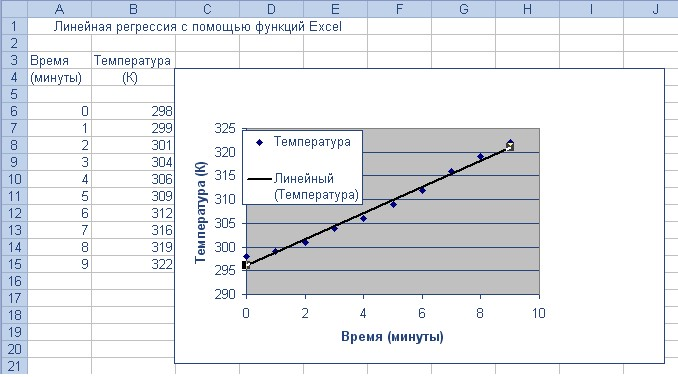 A B C D E F G H I J
1 Линейная регрессия с помощью функций Excel
2
3 Время Температура
4 (минуты) (К)
5
6 0 298
7 1 299
8 2 301
9 3 304
10 4 306
11 5 309
12 6 312
13 7 316
14 8 319
15 9 322
16
17
18
19
20
21
325
320
315
310
305
300
295
290
Температура (К)
Температура
Линейный
(Температура)
0 2 4 6 8 10
Время (минуты)